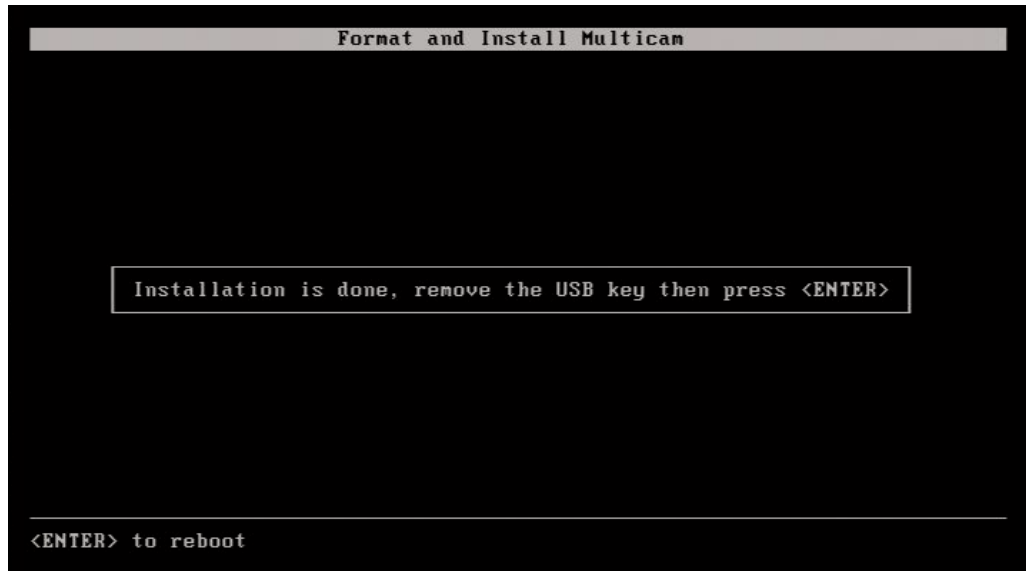 Format and Install Multicam
Installation is done, remove the USB key then press <ENTER>
<ENTER> to reboot